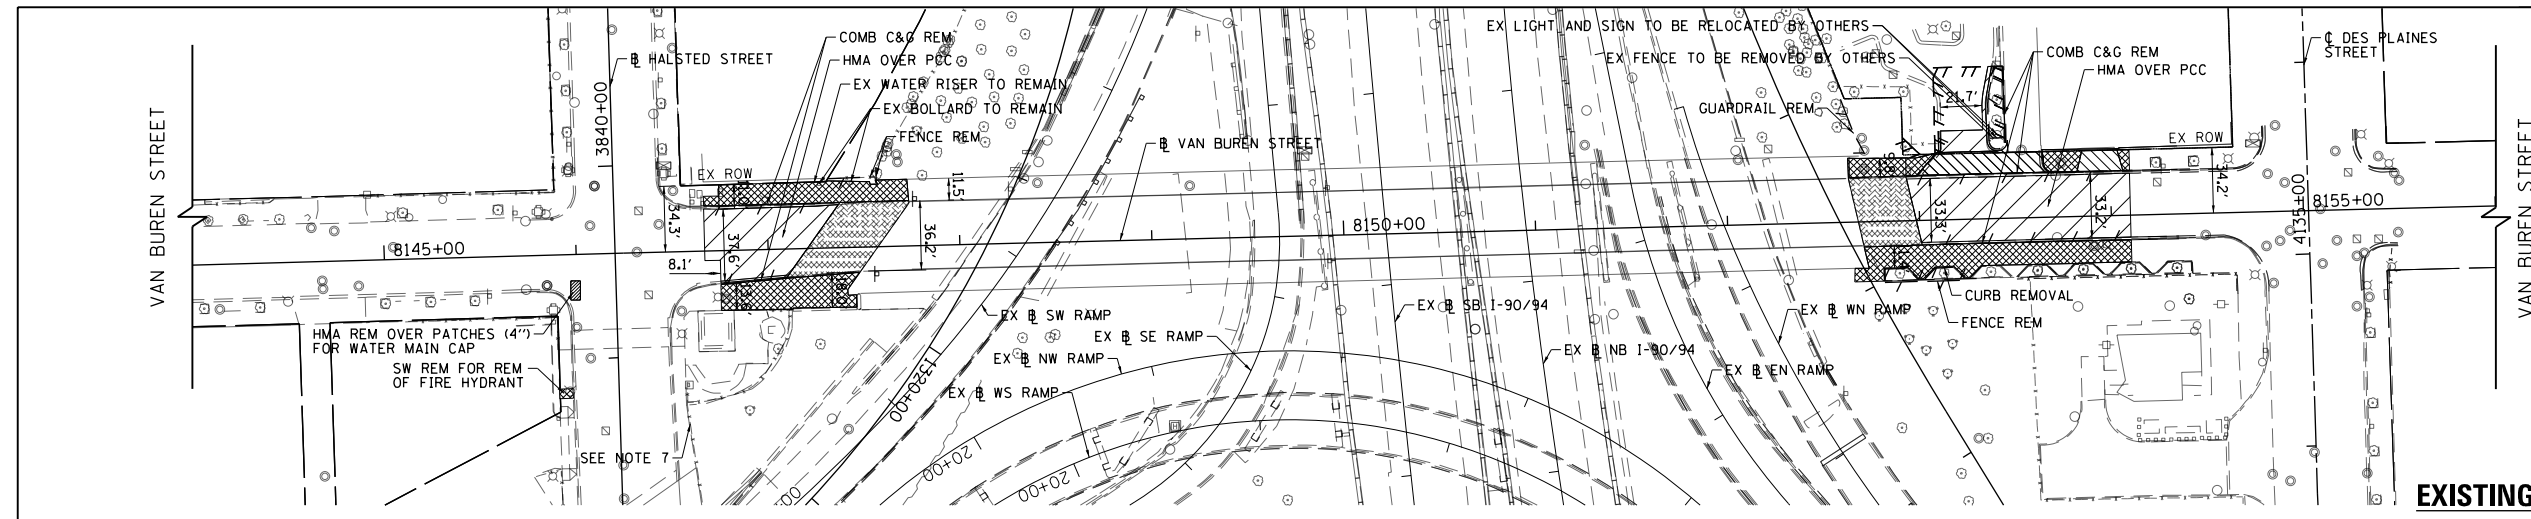 VAN BUREN STREET
3840+00
℄ HALSTED STREET
COMB C&G REM
HMA OVER PCC
EX WATER RISER TO REMAIN
EX BOLLARD TO REMAIN
FENCE REM
EX ROW
11.5'
34.3'
37.6'
36.2'
8.1'
13.6'
8145+00
HMA REM OVER PATCHES (4")
FOR WATER MAIN CAP
SW REM FOR REM
OF FIRE HYDRANT
SEE NOTE 7
℄ VAN BUREN STREET
8150+00
EX ℄ SW RAMP
EX ℄ SE RAMP
EX ℄ NW RAMP
EX ℄ WS RAMP
1320+00
20+00
20+00
EX ℄ SB I-90/94
EX ℄ NB I-90/94
EX ℄ WN RAMP
EX ℄ EN RAMP
EX LIGHT AND SIGN TO BE RELOCATED BY OTHERS
EX FENCE TO BE REMOVED BY OTHERS
GUARDRAIL REM
21.7'
COMB C&G REM
HMA OVER PCC
℄ DES PLAINES
STREET
EX ROW
33.3'
33.2'
34.2'
4135+00
8155+00
CURB REMOVAL
FENCE REM
VAN BUREN STREET
EXISTING